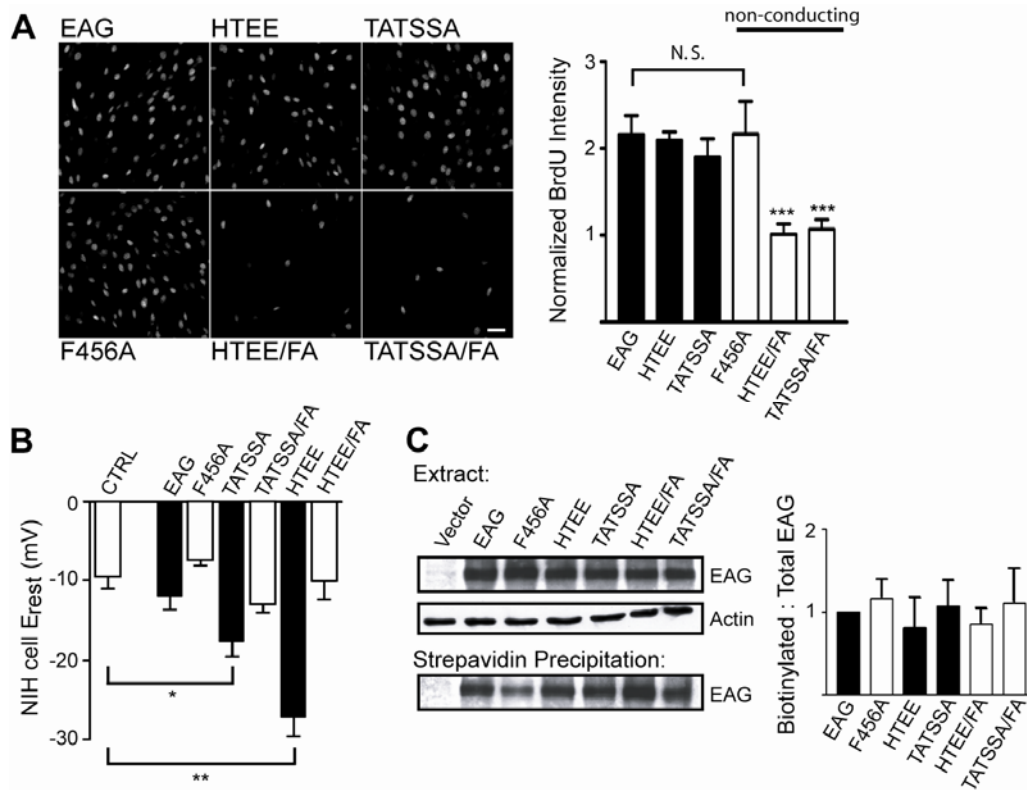 A
EAG HTEE TATSSA
F456A HTEE/FA TATSSA/FA
non-conducting
N.S.
Normalized BrdU Intensity
3
2
1
*** ***
EAG HTEE TATSSA F456A HTEE/FA TATSSA/FA
B
CTRL EAG F456A TATSSA TATSSA/FA HTEE HTEE/FA
NIH cell Erest (mV)
0
-10
-20
-30
*
**
C
Extract:
Vector EAG F456A HTEE TATSSA HTEE/FA TATSSA/FA
EAG
Actin
Strepavidin Precipitation:
EAG
Biotinylated : Total EAG
2
1
EAG F456A HTEE TATSSA HTEE/FA TATSSA/FA